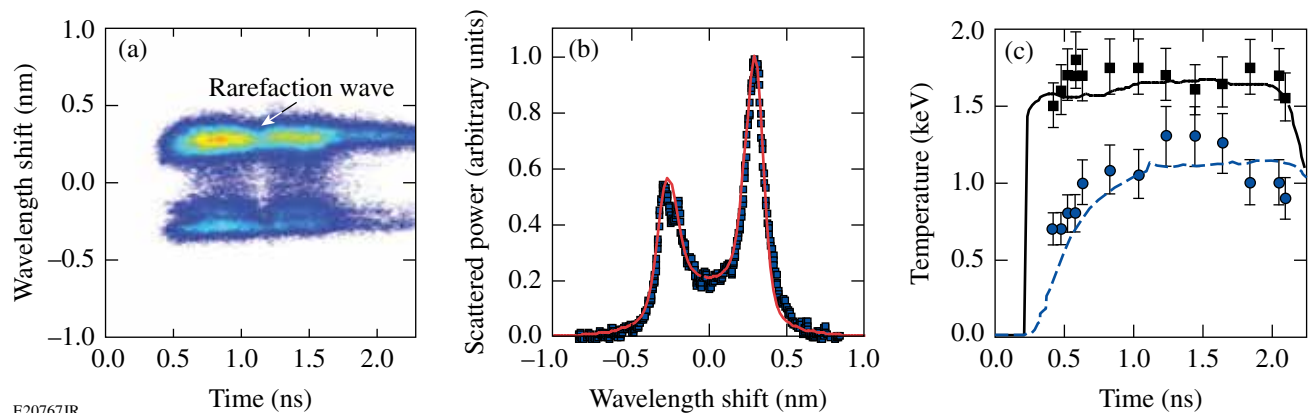 (a)
Rarefaction wave
Wavelength shift (nm)
1.0
0.5
0.0
−0.5
−1.0
0.0 0.5 1.0 1.5 2.0
Time (ns)
(b)
Scattered power (arbitrary units)
1.0
0.8
0.6
0.4
0.2
0.0
−1.0 −0.5 0.0 0.5 1.0
Wavelength shift (nm)
(c)
Temperature (keV)
2.0
1.5
1.0
0.5
0.0
0.0 0.5 1.0 1.5 2.0
Time (ns)
E20767JR